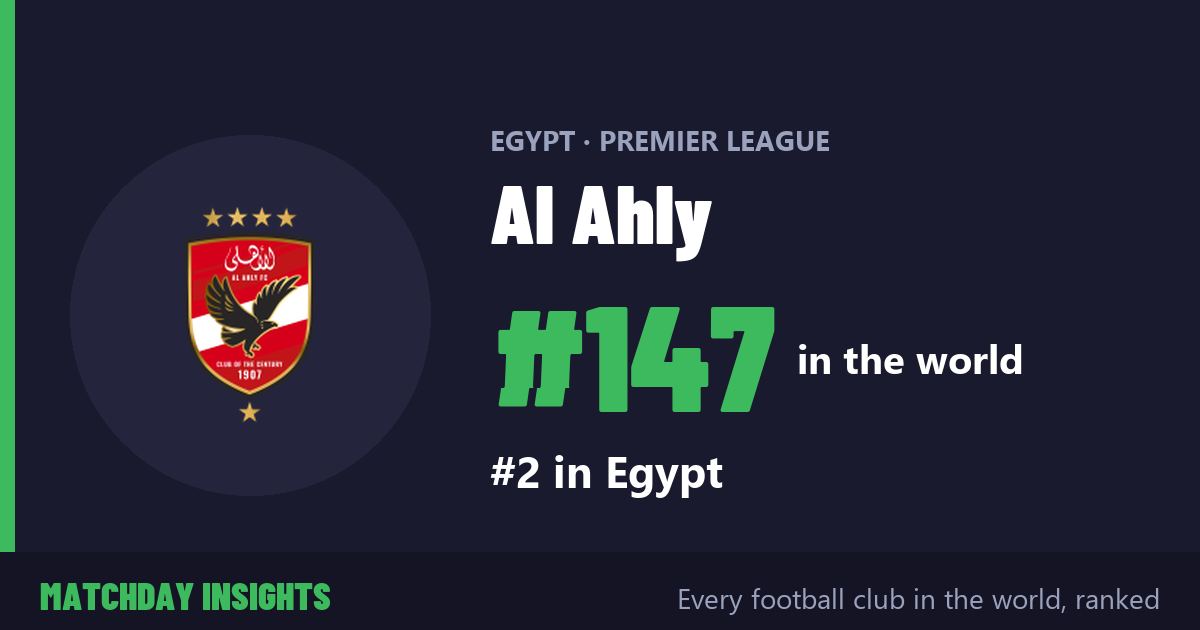 EGYPT · PREMIER LEAGUE
Al Ahly
#147 in the world
#2 in Egypt
الأهلي
AL AHLY FC
CLUB OF THE CENTURY
1907
MATCHDAY INSIGHTS
Every football club in the world, ranked